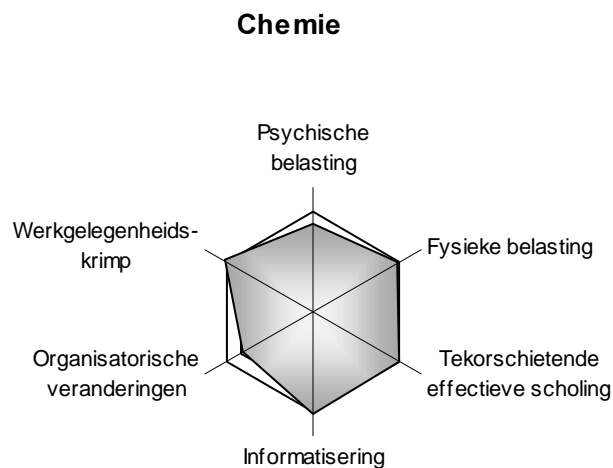 Chemie
Psychische
belasting
Werkgelegenheids-
krimp
Fysieke belasting
Organisatorische
veranderingen
Tekorschietende
effectieve scholing
Informatisering